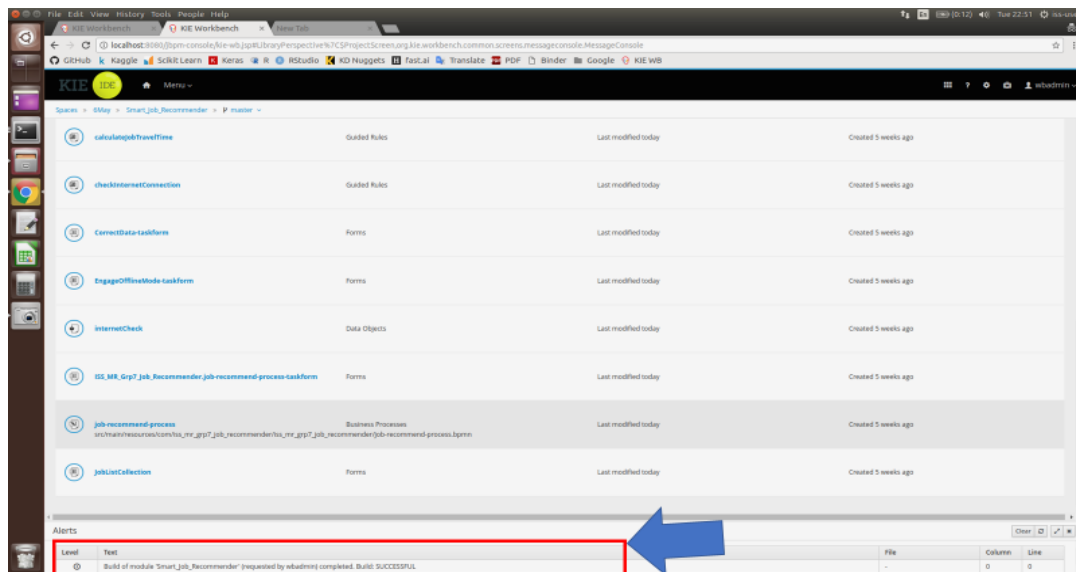 File Edit View History Tools People Help
En (0:12) Tue 22:51 iss-use
KIE Workbench × KIE Workbench × New Tab ×
localhost:8080/jbpm-console/kie-wb.jsp#LibraryPerspective%7C$ProjectScreen,org.kie.workbench.common.screens.messageconsole.MessageConsole
GitHub Kaggle SciKit Learn Keras R RStudio KD Nuggets fast.ai Translate PDF Binder Google KIE WB
KIE IDE Menu wbadmin
Spaces » 6May » Smart_Job_Recommender » master
calculateJobTravelTime Guided Rules Last modified today Created 5 weeks ago
checkInternetConnection Guided Rules Last modified today Created 5 weeks ago
CorrectData-taskform Forms Last modified today Created 5 weeks ago
EngageOfflineMode-taskform Forms Last modified today Created 5 weeks ago
internetCheck Data Objects Last modified today Created 5 weeks ago
ISS_MR_Grp7_Job_Recommender.job-recommend-process-taskform Forms Last modified today Created 5 weeks ago
job-recommend-process Business Processes Last modified today Created 5 weeks ago
src/main/resources/com/iss_mr_grp7_job_recommender/iss_mr_grp7_job_recommender/job-recommend-process.bpmn
JobListCollection Forms Last modified today Created 5 weeks ago
Alerts Clear
Level Text File Column Line
Build of module 'Smart_Job_Recommender' (requested by wbadmin) completed. Build: SUCCESSFUL - 0 0